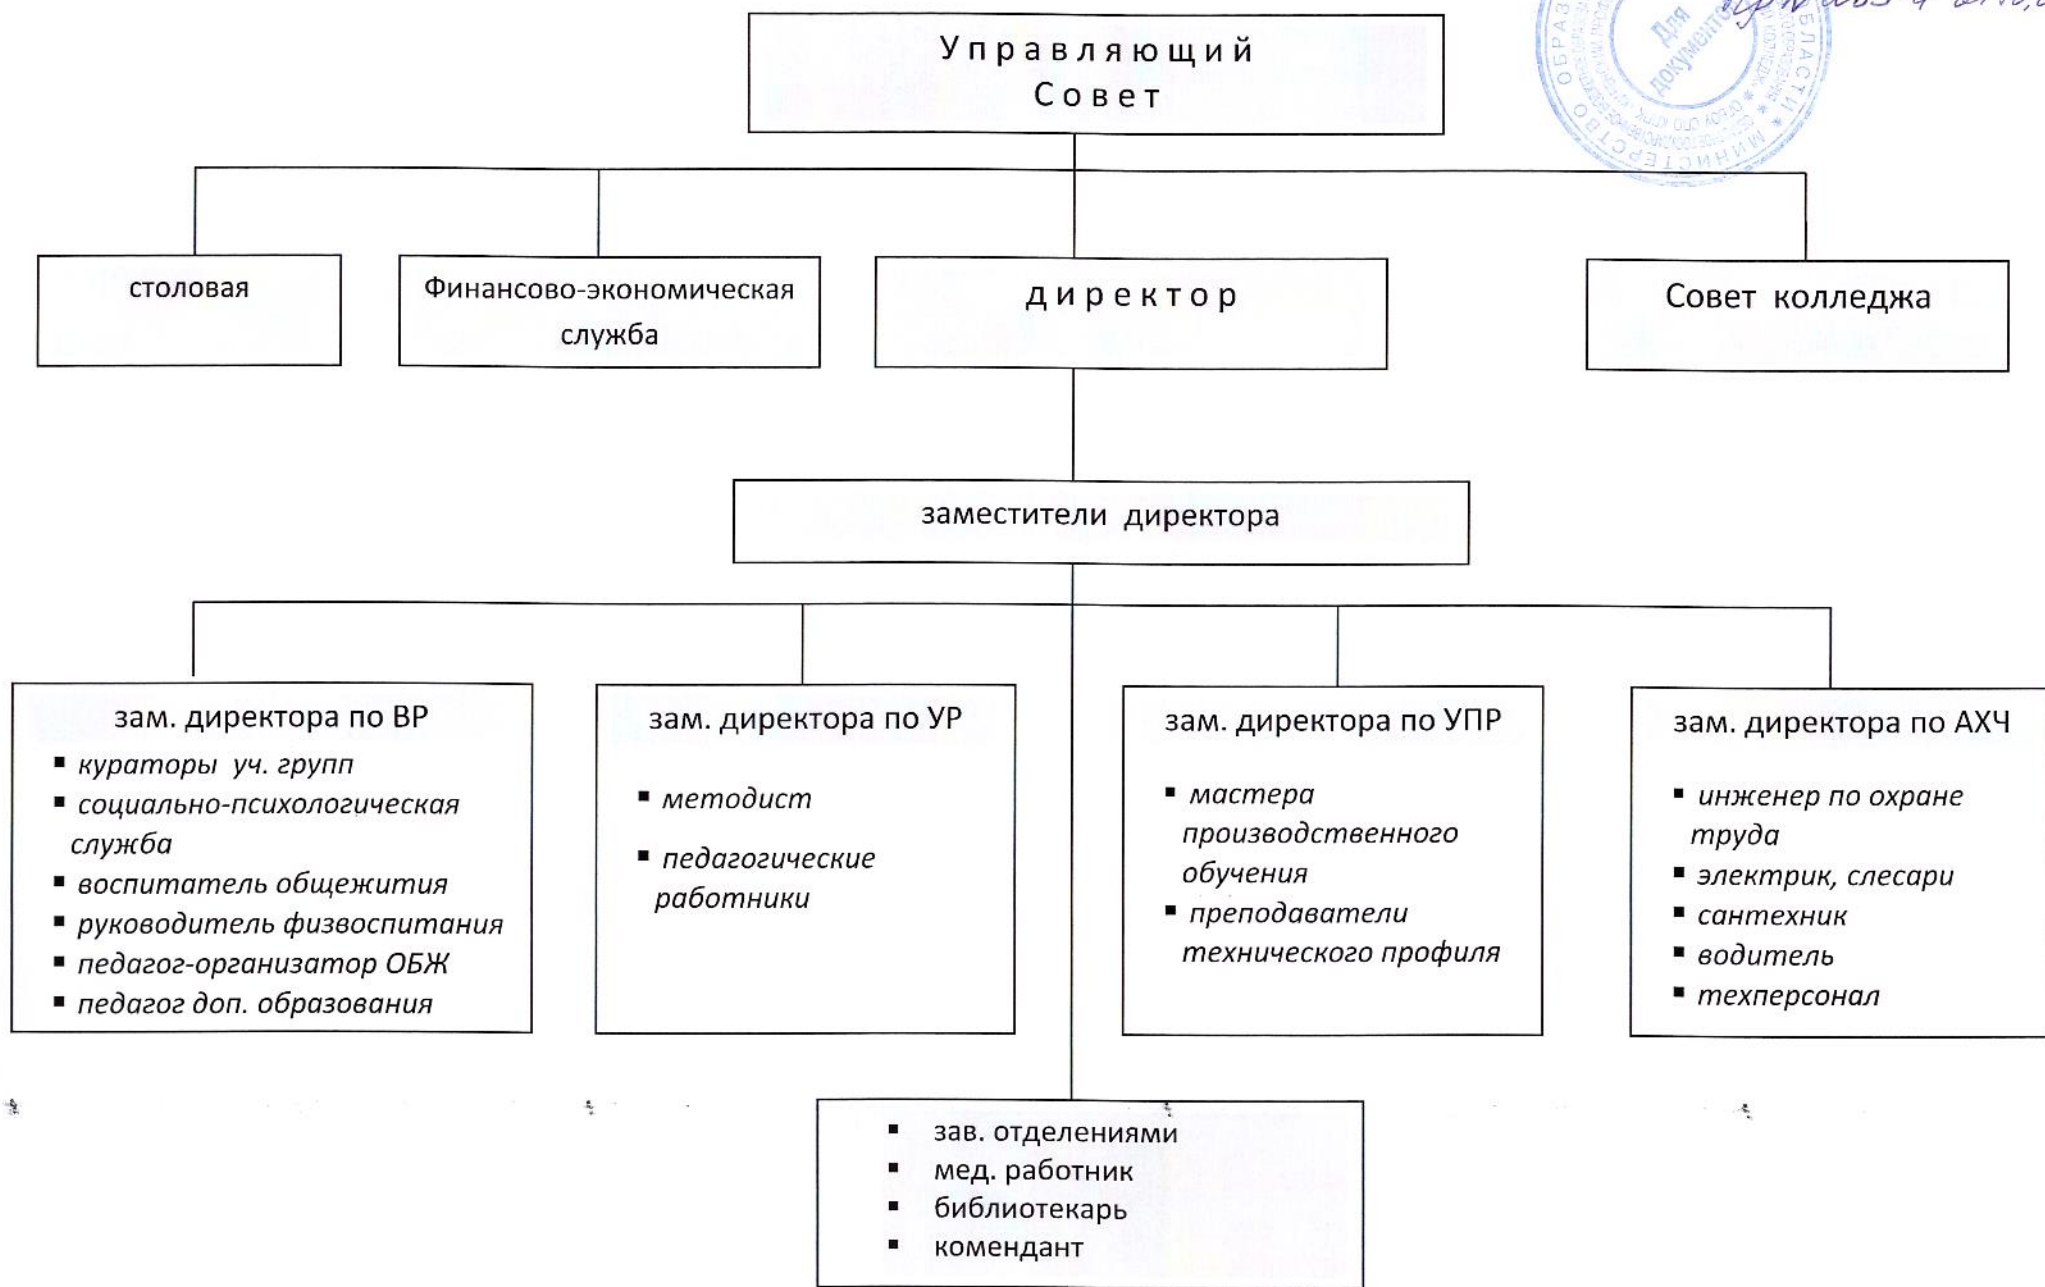 Управляющий
Совет
Для
документов
столовая
Финансово-экономическая
служба
директор
Совет колледжа
заместители директора
зам. директора по ВР
▪ кураторы уч. групп
▪ социально-психологическая
служба
▪ воспитатель общежития
▪ руководитель физвоспитания
▪ педагог-организатор ОБЖ
▪ педагог доп. образования
зам. директора по УР
▪ методист
▪ педагогические
работники
зам. директора по УПР
▪ мастера
производственного
обучения
▪ преподаватели
технического профиля
зам. директора по АХЧ
▪ инженер по охране
труда
▪ электрик, слесари
▪ сантехник
▪ водитель
▪ техперсонал
▪ зав. отделениями
▪ мед. работник
▪ библиотекарь
▪ комендант